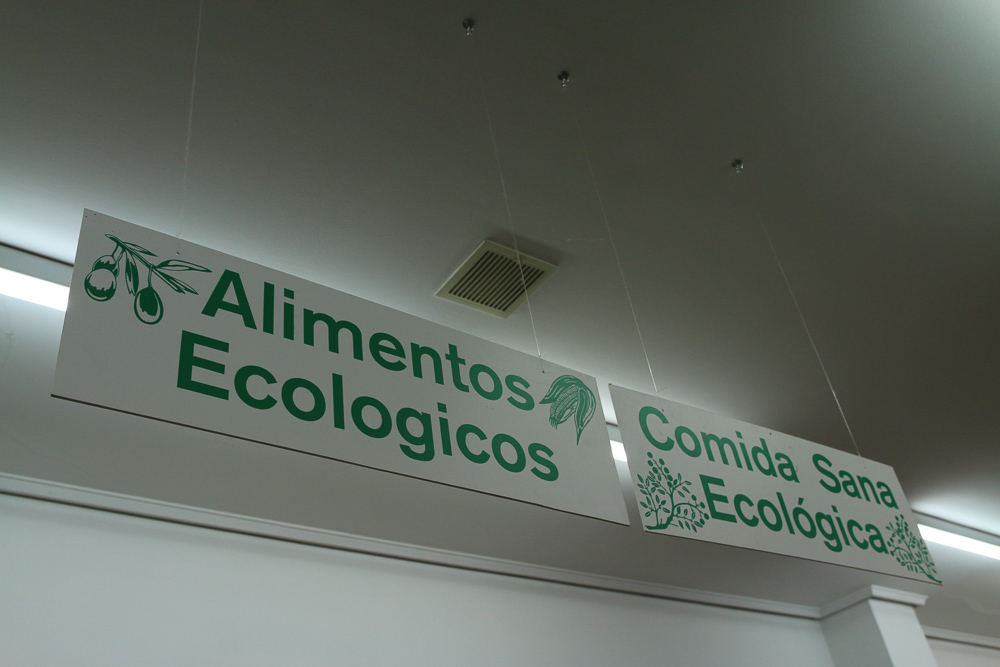 Alimentos
Ecologicos
Comida Sana
Ecológica